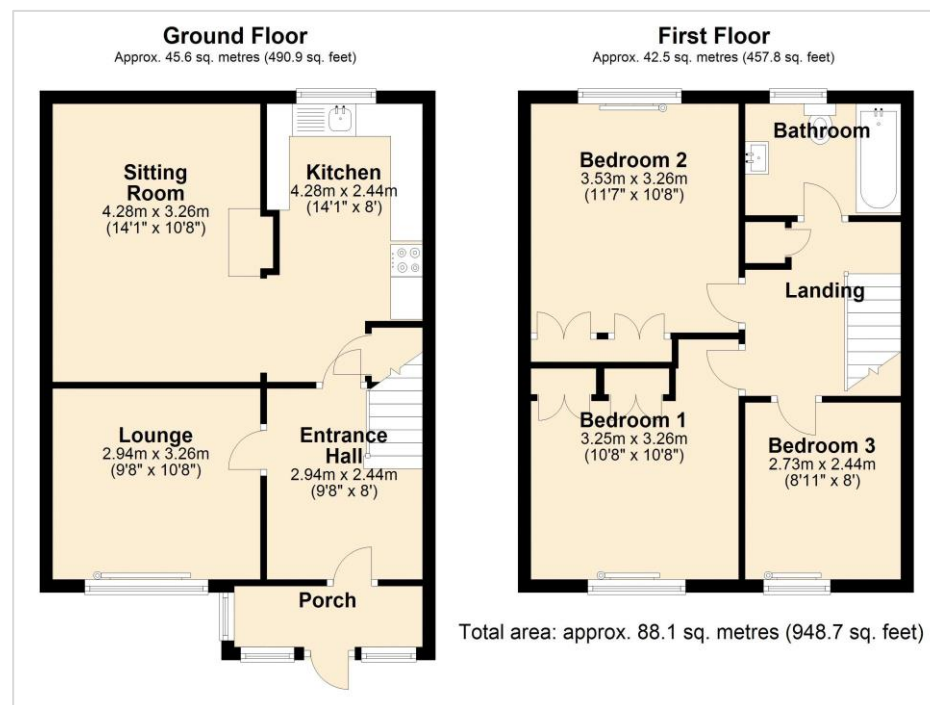 Ground Floor
Approx. 45.6 sq. metres (490.9 sq. feet)
Sitting
Room
4.28m x 3.26m
(14'1" x 10'8")
Kitchen
4.28m x 2.44m
(14'1" x 8')
Lounge
2.94m x 3.26m
(9'8" x 10'8")
Entrance
Hall
2.94m x 2.44m
(9'8" x 8')
Porch
First Floor
Approx. 42.5 sq. metres (457.8 sq. feet)
Bedroom 2
3.53m x 3.26m
(11'7" x 10'8")
Bathroom
Landing
Bedroom 1
3.25m x 3.26m
(10'8" x 10'8")
Bedroom 3
2.73m x 2.44m
(8'11" x 8')
Total area: approx. 88.1 sq. metres (948.7 sq. feet)